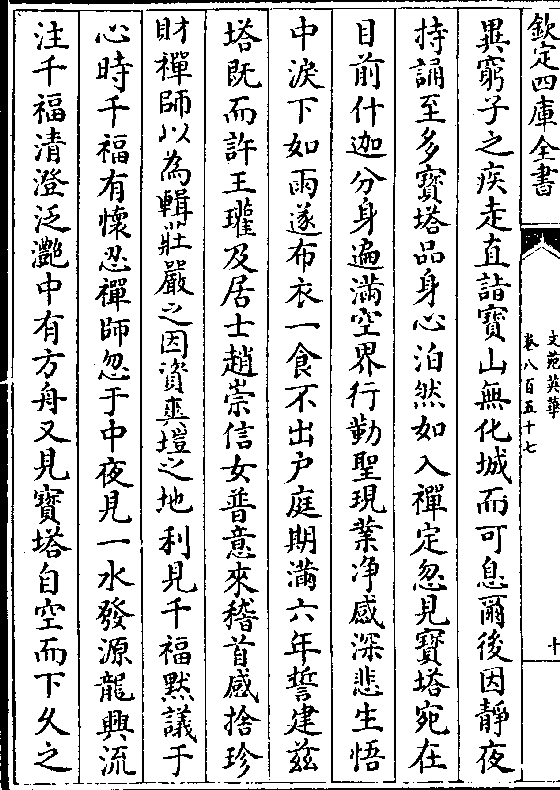 欽定四庫全書
文苑英華
卷八百五十七
十
異窮子之疾走直詣寶山無化城而可息爾後因靜夜
持誦至多寶塔品身心泊然如入禪定忽見寶塔宛在
目前什迦分身遍滿空界行勤聖現業净感深悲生悟
中淚下如雨遂布衣一食不出户庭期滿六年誓建兹
塔既而許王瓘及居士趙崇信女普意來稽首感捨珍
財禪師以為輯莊嚴之因資爽塏之地利見千福黙議于
心時千福有懷忍禪師忽于中夜見一水發源龍興流
注千福清澄泛灔中有方舟又見寶塔自空而下久之